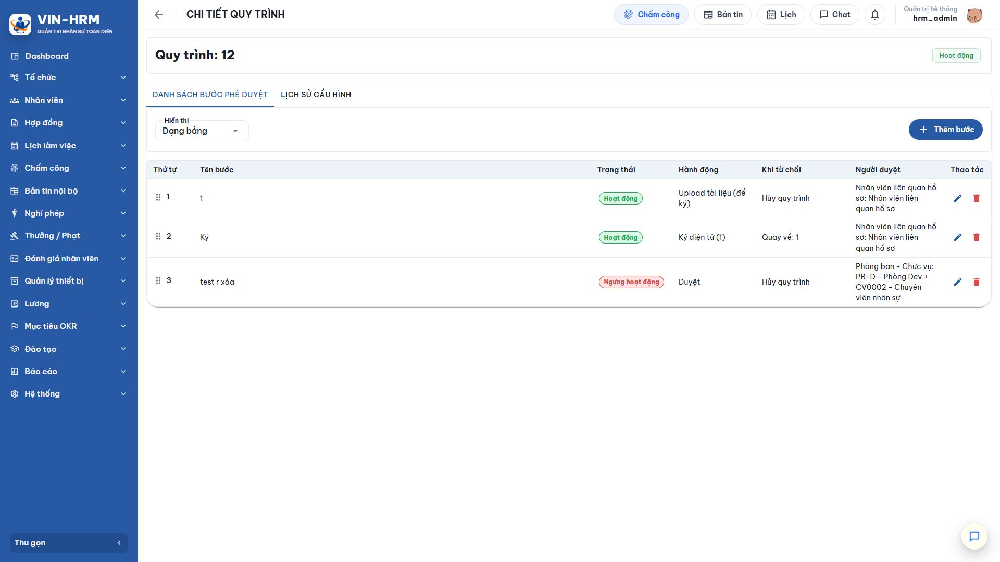 VIN-HRM
QUẢN TRỊ NHÂN SỰ TOÀN DIỆN
Dashboard
Tổ chức
Nhân viên
Hợp đồng
Lịch làm việc
Chấm công
Bản tin nội bộ
Nghỉ phép
Thưởng / Phạt
Đánh giá nhân viên
Quản lý thiết bị
Lương
Mục tiêu OKR
Đào tạo
Báo cáo
Hệ thống
Thu gọn
CHI TIẾT QUY TRÌNH
Chấm công
Bản tin
Lịch
Chat
Quản trị hệ thống
hrm_admin
Quy trình: 12
Hoạt động
DANH SÁCH BƯỚC PHÊ DUYỆT
LỊCH SỬ CẤU HÌNH
Hiển thị
Dạng bảng
Thêm bước
Thứ tự Tên bước Trạng thái Hành động Khi từ chối Người duyệt Thao tác
1 1 Hoạt động Upload tài liệu (để
ký) Hủy quy trình Nhân viên liên quan hồ
sơ: Nhân viên liên
quan hồ sơ
2 Ký Hoạt động Ký điện tử (1) Quay về: 1 Nhân viên liên quan hồ
sơ: Nhân viên liên
quan hồ sơ
3 test r xóa Ngưng hoạt động Duyệt Hủy quy trình Phòng ban + Chức vụ:
PB-D - Phòng Dev +
CV0002 - Chuyên
viên nhân sự